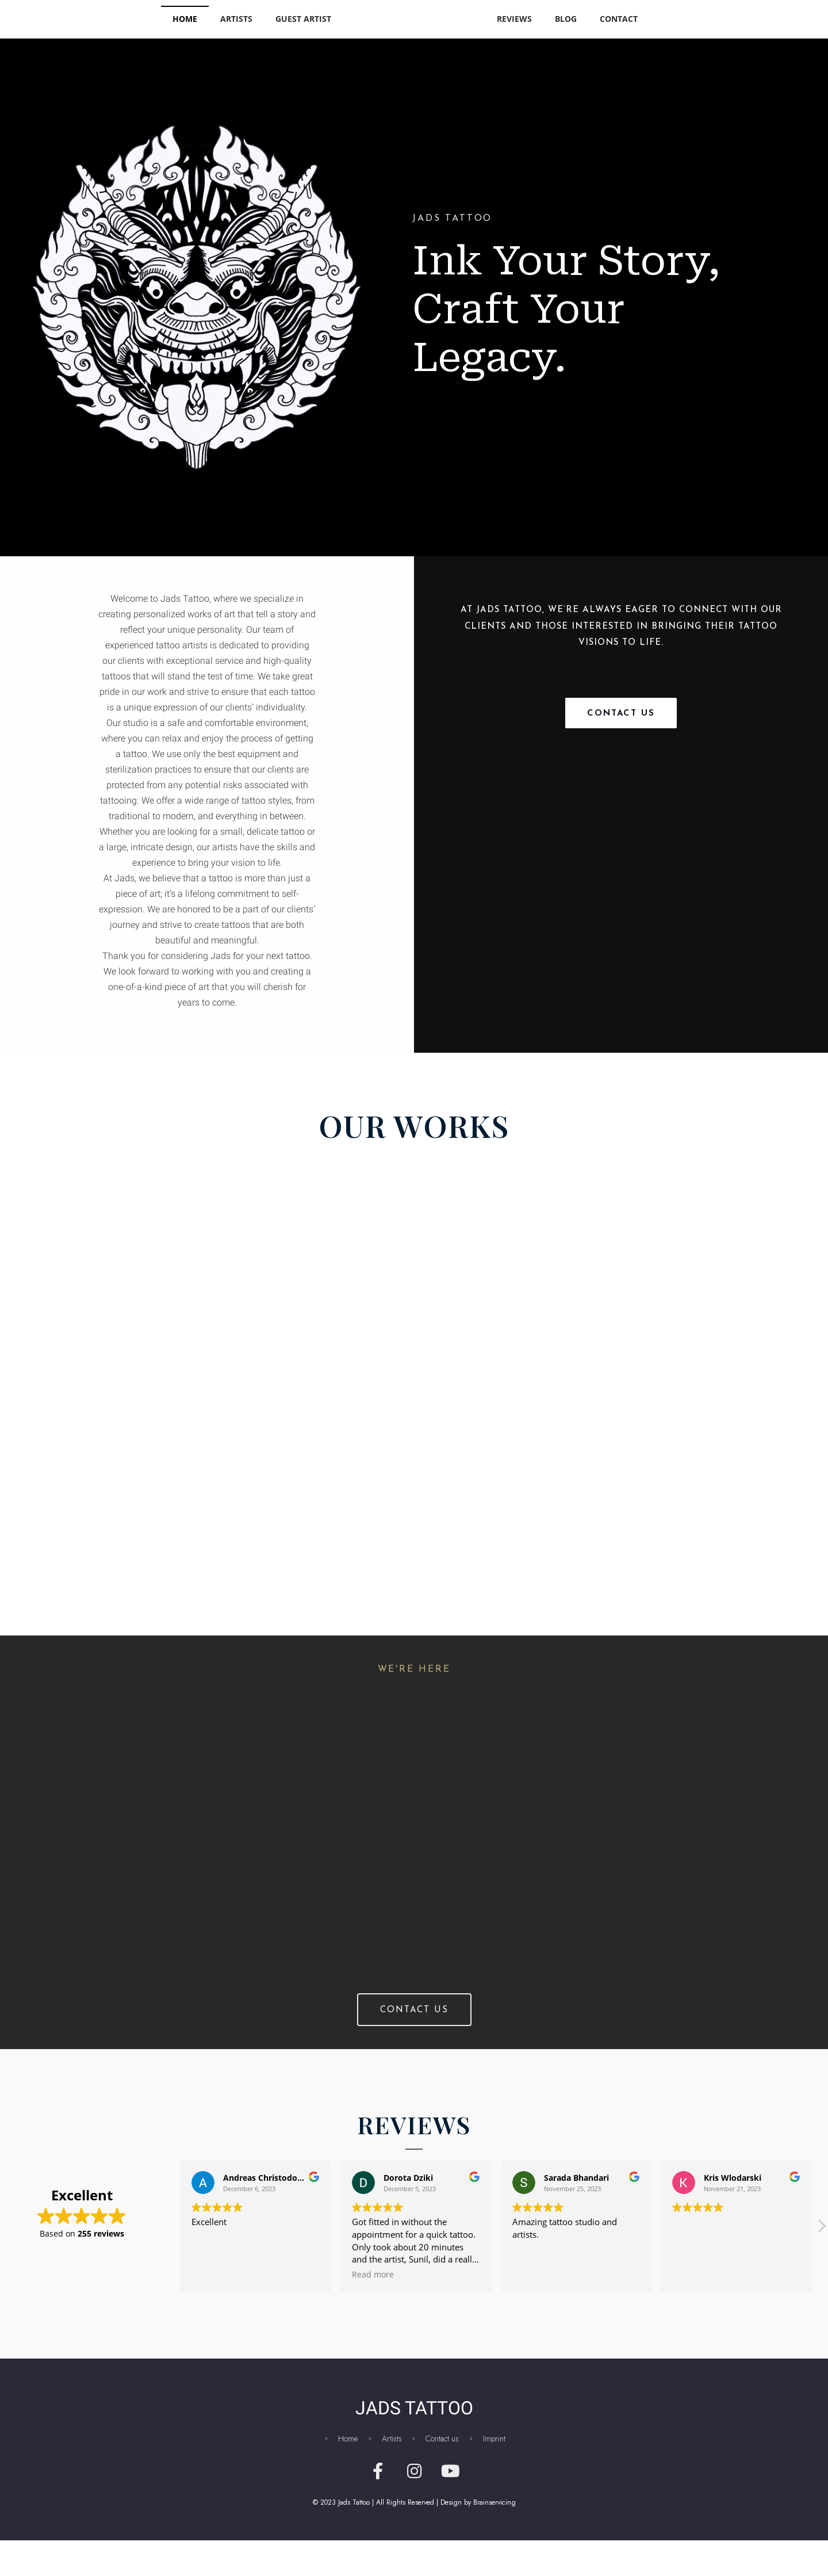 HOME ARTISTS GUEST ARTIST REVIEWS BLOG CONTACT
JADS TATTOO
Ink Your Story,
Craft Your
Legacy.
Welcome to Jads Tattoo, where we specialize in
creating personalized works of art that tell a story and
reflect your unique personality. Our team of
experienced tattoo artists is dedicated to providing
our clients with exceptional service and high-quality
tattoos that will stand the test of time. We take great
pride in our work and strive to ensure that each tattoo
is a unique expression of our clients’ individuality.
Our studio is a safe and comfortable environment,
where you can relax and enjoy the process of getting
a tattoo. We use only the best equipment and
sterilization practices to ensure that our clients are
protected from any potential risks associated with
tattooing. We offer a wide range of tattoo styles, from
traditional to modern, and everything in between.
Whether you are looking for a small, delicate tattoo or
a large, intricate design, our artists have the skills and
experience to bring your vision to life.
At Jads, we believe that a tattoo is more than just a
piece of art; it’s a lifelong commitment to self-
expression. We are honored to be a part of our clients’
journey and strive to create tattoos that are both
beautiful and meaningful.
Thank you for considering Jads for your next tattoo.
We look forward to working with you and creating a
one-of-a-kind piece of art that you will cherish for
years to come.
AT JADS TATTOO, WE’RE ALWAYS EAGER TO CONNECT WITH OUR
CLIENTS AND THOSE INTERESTED IN BRINGING THEIR TATTOO
VISIONS TO LIFE.
CONTACT US
OUR WORKS
WE'RE HERE
CONTACT US
REVIEWS
Excellent
Based on 255 reviews
A
Andreas Christodo...
December 6, 2023
Excellent
D
Dorota Dziki
December 5, 2023
Got fitted in without the
appointment for a quick tattoo.
Only took about 20 minutes
and the artist, Sunil, did a reall...
Read more
S
Sarada Bhandari
November 25, 2023
Amazing tattoo studio and
artists.
K
Kris Wlodarski
November 21, 2023
JADS TATTOO
Home Artists Contact us Imprint
© 2023 Jads Tattoo | All Rights Reserved | Design by Brainservicing